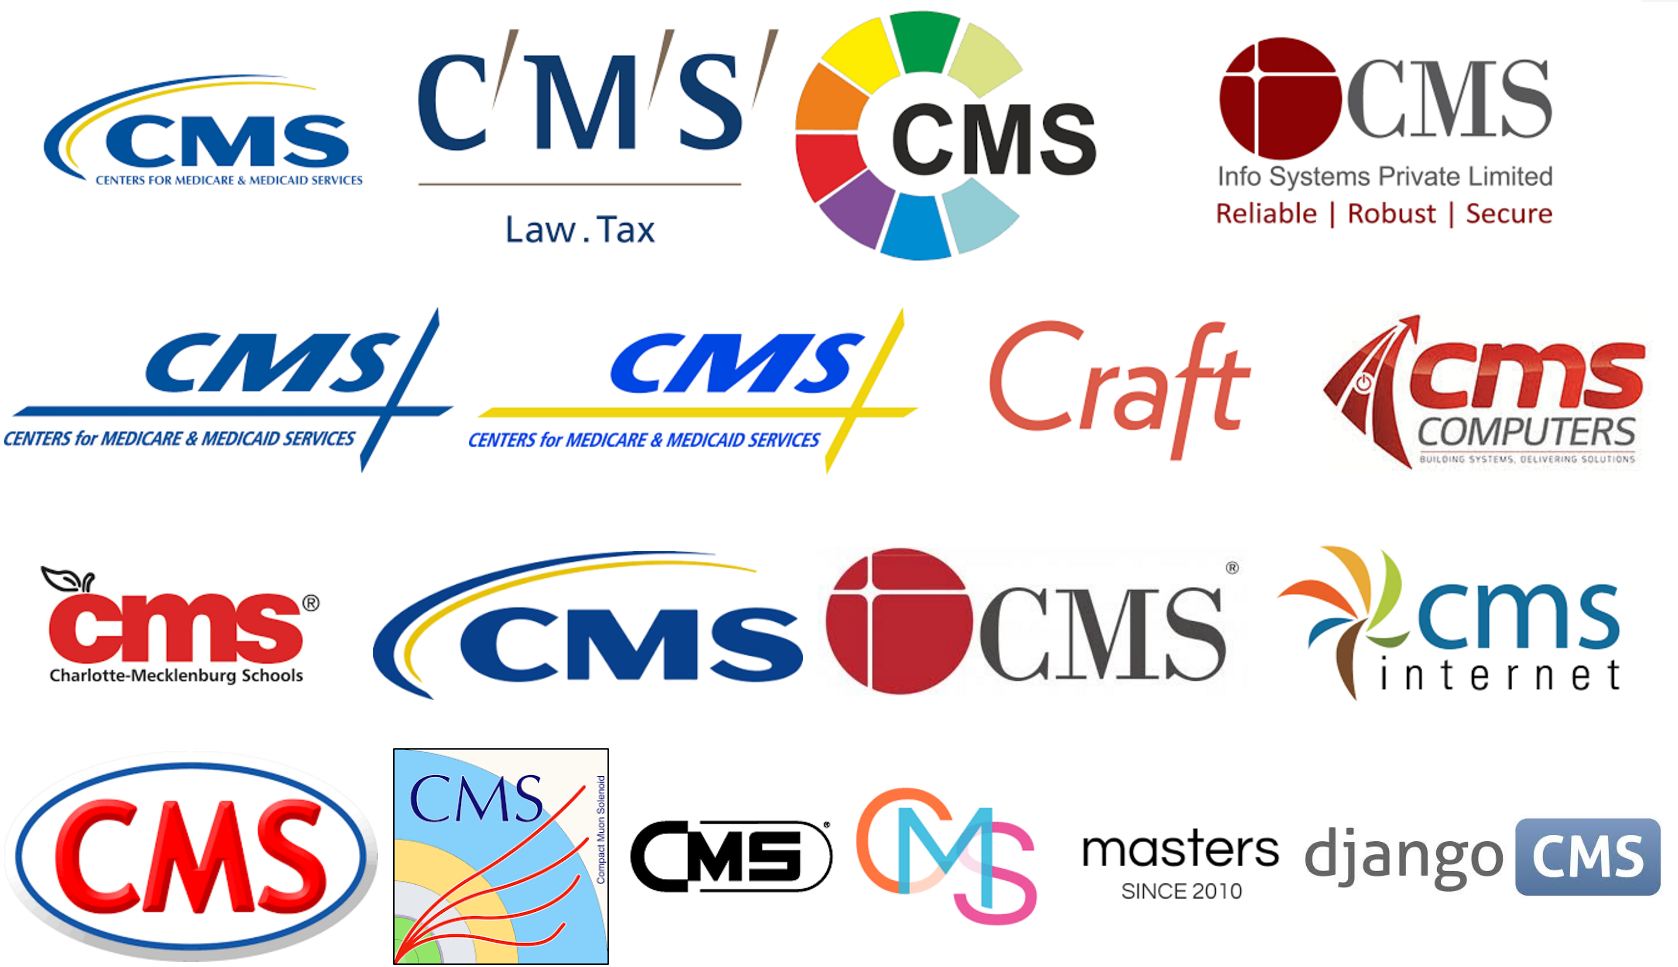 CMS
CENTERS FOR MEDICARE & MEDICAID SERVICES
C'M'S'
Law.Tax
CMS
CMS
Info Systems Private Limited
Reliable | Robust | Secure
CMS
CENTERS for MEDICARE & MEDICAID SERVICES
CMS
CENTERS for MEDICARE & MEDICAID SERVICES
Craft
cms
COMPUTERS
BUILDING SYSTEMS, DELIVERING SOLUTIONS
cms®
Charlotte-Mecklenburg Schools
CMS
CMS®
cms
internet
CMS
CMS
Compact Muon Solenoid
CMS®
CMS
masters
SINCE 2010
django CMS